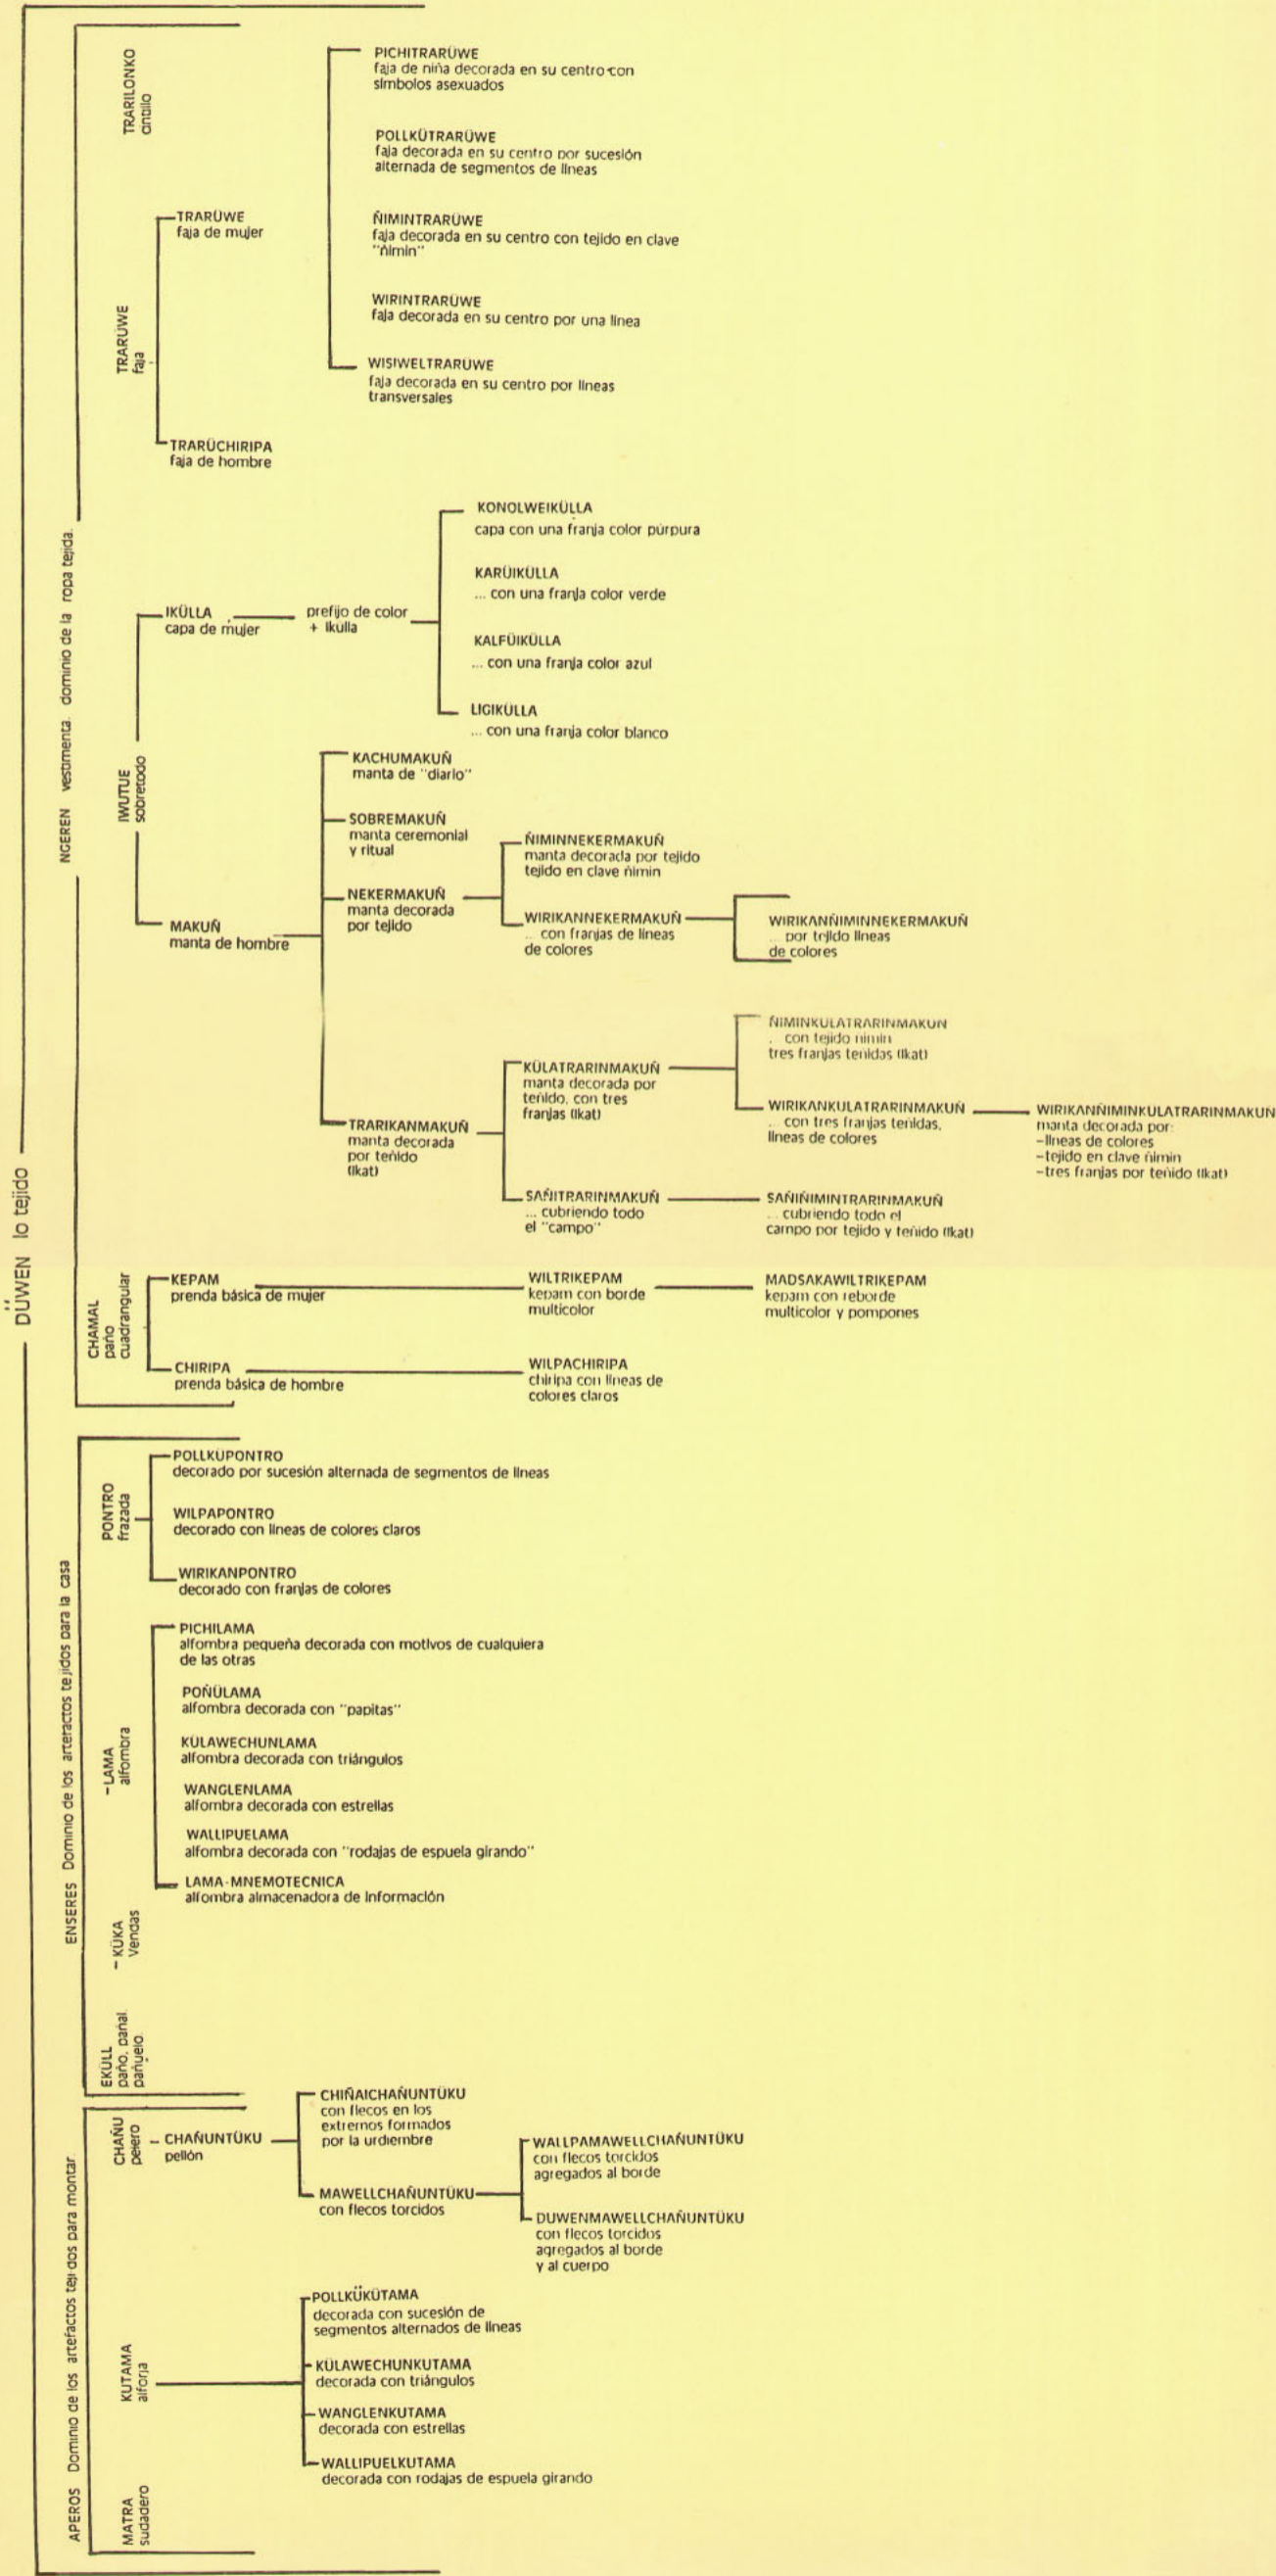 DÜWEN lo tejido
NGEREN vestimenta. dominio de la ropa tejida.
TRARILONKO
cintillo
TRARÜWE
faja
TRARÜWE
faja de mujer
PICHITRARÜWE
faja de niña decorada en su centro con
símbolos asexuados
POLLKÜTRARÜWE
faja decorada en su centro por sucesión
alternada de segmentos de líneas
ÑIMINTRARÜWE
faja decorada en su centro con tejido en clave
"ñimin"
WIRINTRARÜWE
faja decorada en su centro por una línea
WISIWELTRARUWE
faja decorada en su centro por líneas
transversales
TRARÜCHIRIPA
faja de hombre
IWUTUE
sobretodo
IKÜLLA
capa de mujer
prefijo de color
+ Ikülla
KONOLWEIKÜLLA
capa con una franja color púrpura
KARÜIKÜLLA
... con una franja color verde
KALFÜIKÜLLA
... con una franja color azul
LIGIKÜLLA
... con una franja color blanco
MAKUÑ
manta de hombre
KACHUMAKUÑ
manta de "diario"
SOBREMAKUÑ
manta ceremonial
y ritual
NEKERMAKUÑ
manta decorada
por tejido
ÑIMINNEKERMAKUÑ
manta decorada por tejido
tejido en clave ñimin
WIRIKANNEKERMAKUÑ
.. con franjas de líneas
de colores
WIRIKANÑIMINNEKERMAKUÑ
.. por tejido líneas
de colores
TRARIKANMAKUÑ
manta decorada
por teñido
(Ikat)
KÜLATRARINMAKUÑ
manta decorada por
teñido, con tres
franjas (Ikat)
ÑIMINKULATRARINMAKUÑ
. con tejido ñimin
tres franjas teñidas (Ikat)
WIRIKANKULATRARINMAKUÑ
.. con tres franjas teñidas,
líneas de colores
WIRIKANÑIMINKULATRARINMAKUÑ
manta decorada por:
-líneas de colores
-tejido en clave ñimin
-tres franjas por teñido (Ikat)
SAÑITRARINMAKUÑ
... cubriendo todo
el "campo"
SAÑIÑIMINTRARINMAKUÑ
... cubriendo todo el
campo por tejido y teñido (Ikat)
CHAMAL
paño
cuadrangular
KEPAM
prenda básica de mujer
WILTRIKEPAM
kepam con borde
multicolor
MADSAKAWILTRIKEPAM
kepam con reborde
multicolor y pompones
CHIRIPA
prenda básica de hombre
WILPACHIRIPA
chiripa con líneas de
colores claros
ENSERES Dominio de los artefactos tejidos para la casa
PONTRO
frazada
POLLKÜPONTRO
decorado por sucesión alternada de segmentos de líneas
WILPAPONTRO
decorado con líneas de colores claros
WIRIKANPONTRO
decorado con franjas de colores
-LAMA
alfombra
PICHILAMA
alfombra pequeña decorada con motivos de cualquiera
de las otras
POÑÜLAMA
alfombra decorada con "papitas"
KÜLAWECHUNLAMA
alfombra decorada con triángulos
WANGLENLAMA
alfombra decorada con estrellas
WALLIPUELAMA
alfombra decorada con "rodajas de espuela girando"
LAMA-MNEMOTECNICA
alfombra almacenadora de información
- KÜKA
Vendas
EKÜLL
paño, pañal.
pañuelo
APEROS Dominio de los artefactos tejidos para montar.
CHAÑU
pelero
- CHAÑUNTÜKU
pellón
CHIÑAICHAÑUNTÜKU
con flecos en los
extremos formados
por la urdiembre
MAWELLCHAÑUNTÜKU
con flecos torcidos
WALLPAMAWELLCHAÑUNTÜKU
con flecos torcidos
agregados al borde
DUWENMAWELLCHAÑUNTÜKU
con flecos torcidos
agregados al borde
y al cuerpo
KUTAMA
alforja
POLLKÜKÜTAMA
decorada con sucesión de
segmentos alternados de líneas
KÜLAWECHUNKUTAMA
decorada con triángulos
WANGLENKUTAMA
decorada con estrellas
WALLIPUELKUTAMA
decorada con rodajas de espuela girando
MATRA
sudadero